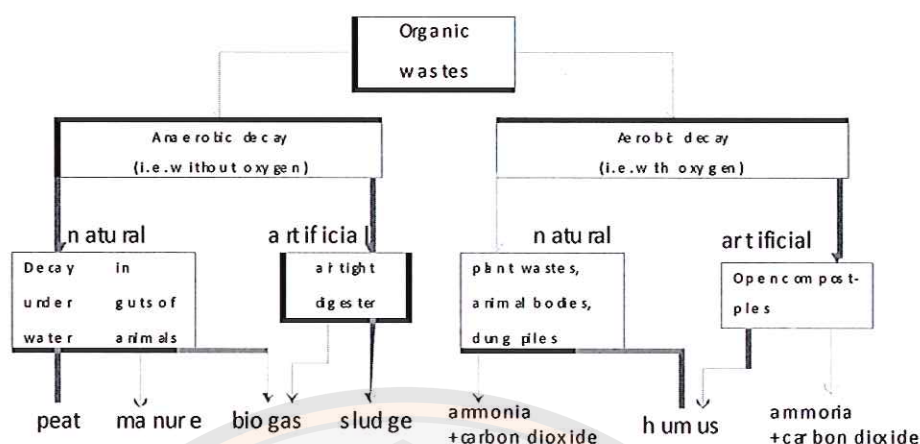 Organic
wastes
Anaerobic decay
(i.e. without oxygen)
Aerobic decay
(i.e. with oxygen)
natural
artificial
natural
artificial
Decay in
under guts of
water animals
airtight
digester
plant wastes,
animal bodies,
dung piles
Open compost-
piles
peat
manure
biogas
sludge
ammonia
+carbon dioxide
humus
ammonia
+carbon dioxide